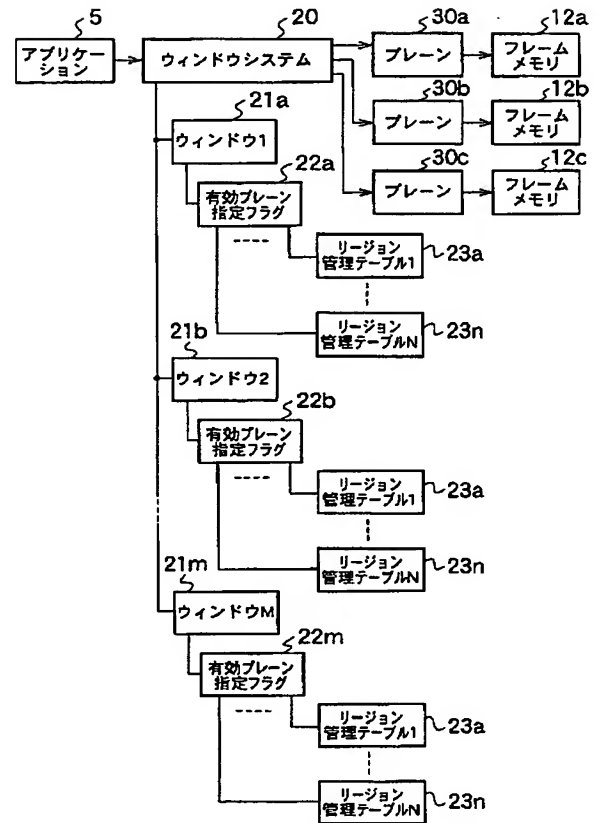 5
20
30a
12a
アプリケー
ション
ウィンドウシステム
プレーン
フレーム
メモリ
21a
30b
12b
ウィンドウ1
プレーン
フレーム
メモリ
22a
30c
12c
有効プレーン
指定フラグ
プレーン
フレーム
メモリ
リージョン
管理テーブル1
23a
リージョン
管理テーブルN
23n
21b
ウィンドウ2
22b
有効プレーン
指定フラグ
リージョン
管理テーブル1
23a
リージョン
管理テーブルN
23n
21m
ウィンドウM
22m
有効プレーン
指定フラグ
リージョン
管理テーブル1
23a
リージョン
管理テーブルN
23n